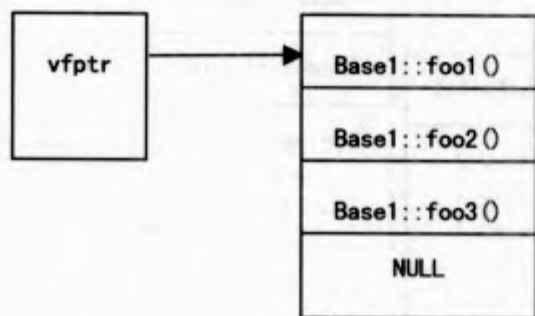 vfptr
Base1::foo1()
Base1::foo2()
Base1::foo3()
NULL